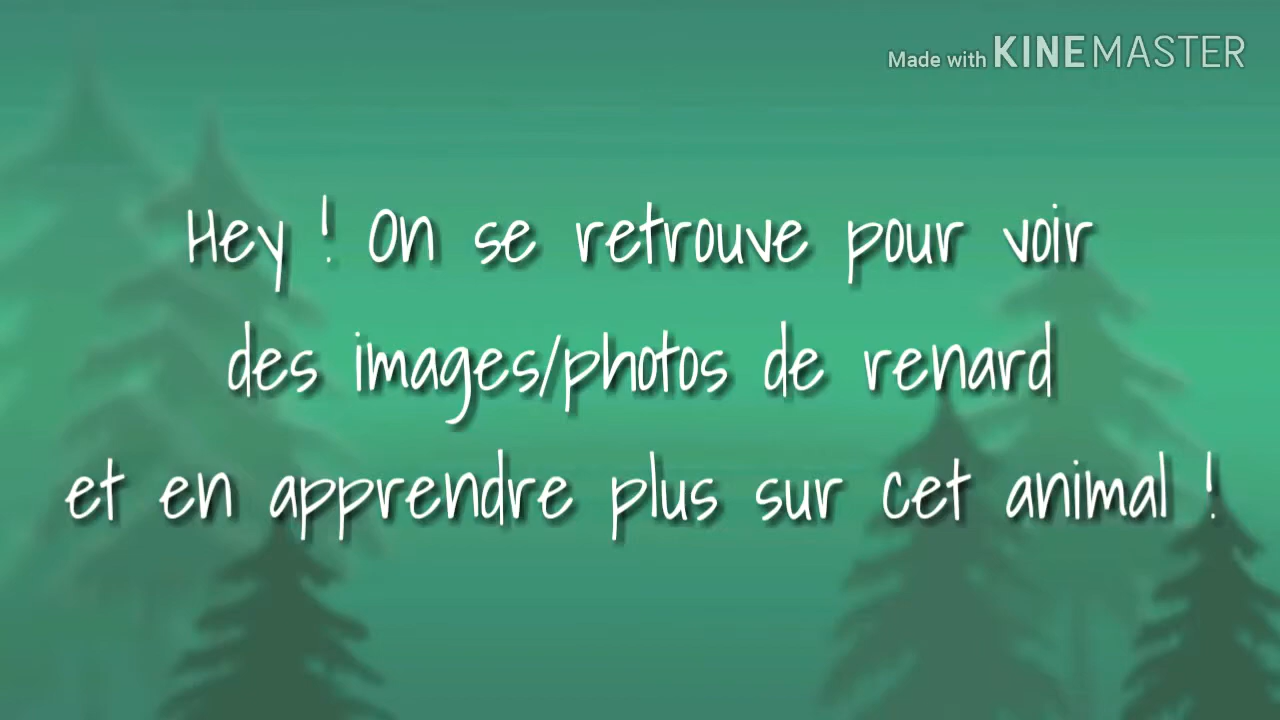 Made with KINEMASTER
Hey ! On se retrouve pour voir
des images/photos de renard
et en apprendre plus sur cet animal !